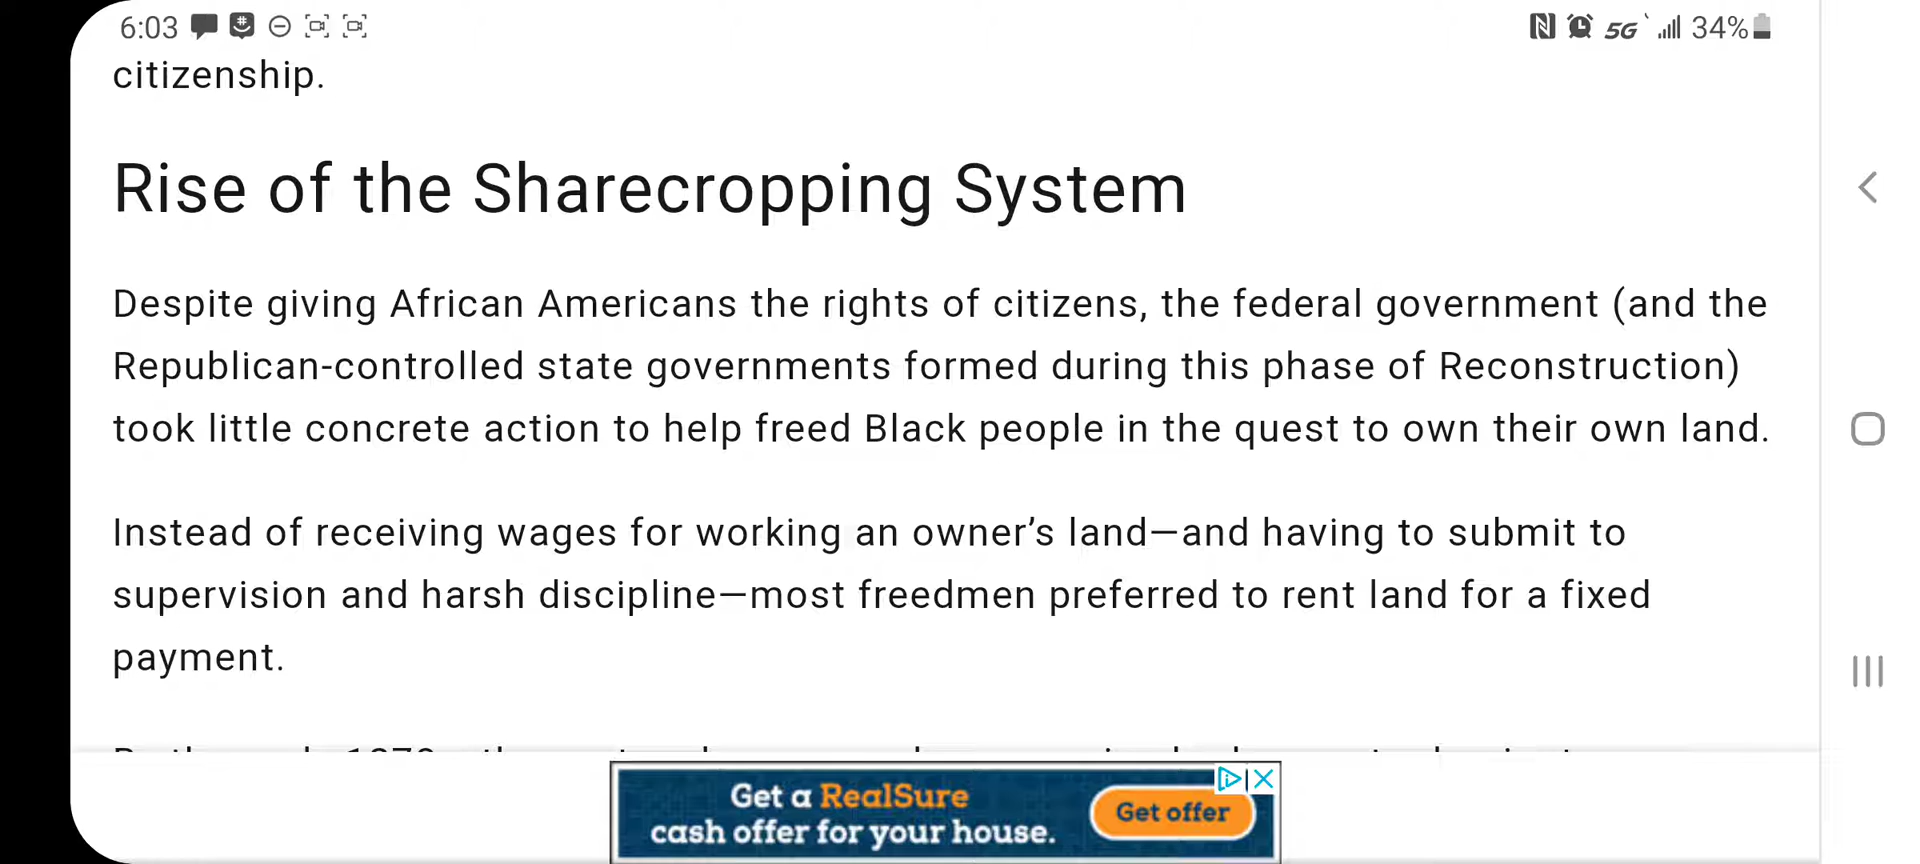 6:03 5G 34%
citizenship.
Rise of the Sharecropping System
Despite giving African Americans the rights of citizens, the federal government (and the
Republican-controlled state governments formed during this phase of Reconstruction)
took little concrete action to help freed Black people in the quest to own their own land.
Instead of receiving wages for working an owner’s land—and having to submit to
supervision and harsh discipline—most freedmen preferred to rent land for a fixed
payment.
Get a RealSure
cash offer for your house.
Get offer